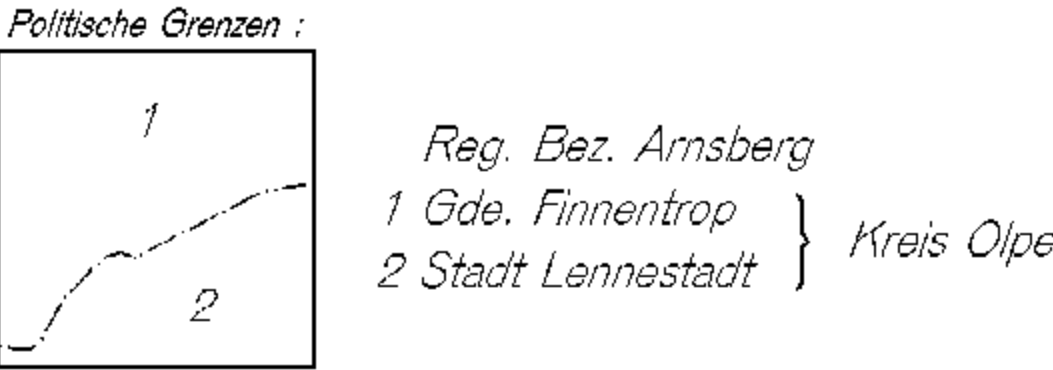 Politische Grenzen :
1
2
Reg. Bez. Arnsberg
1 Gde. Finnentrop
2 Stadt Lennestadt
Kreis Olpe